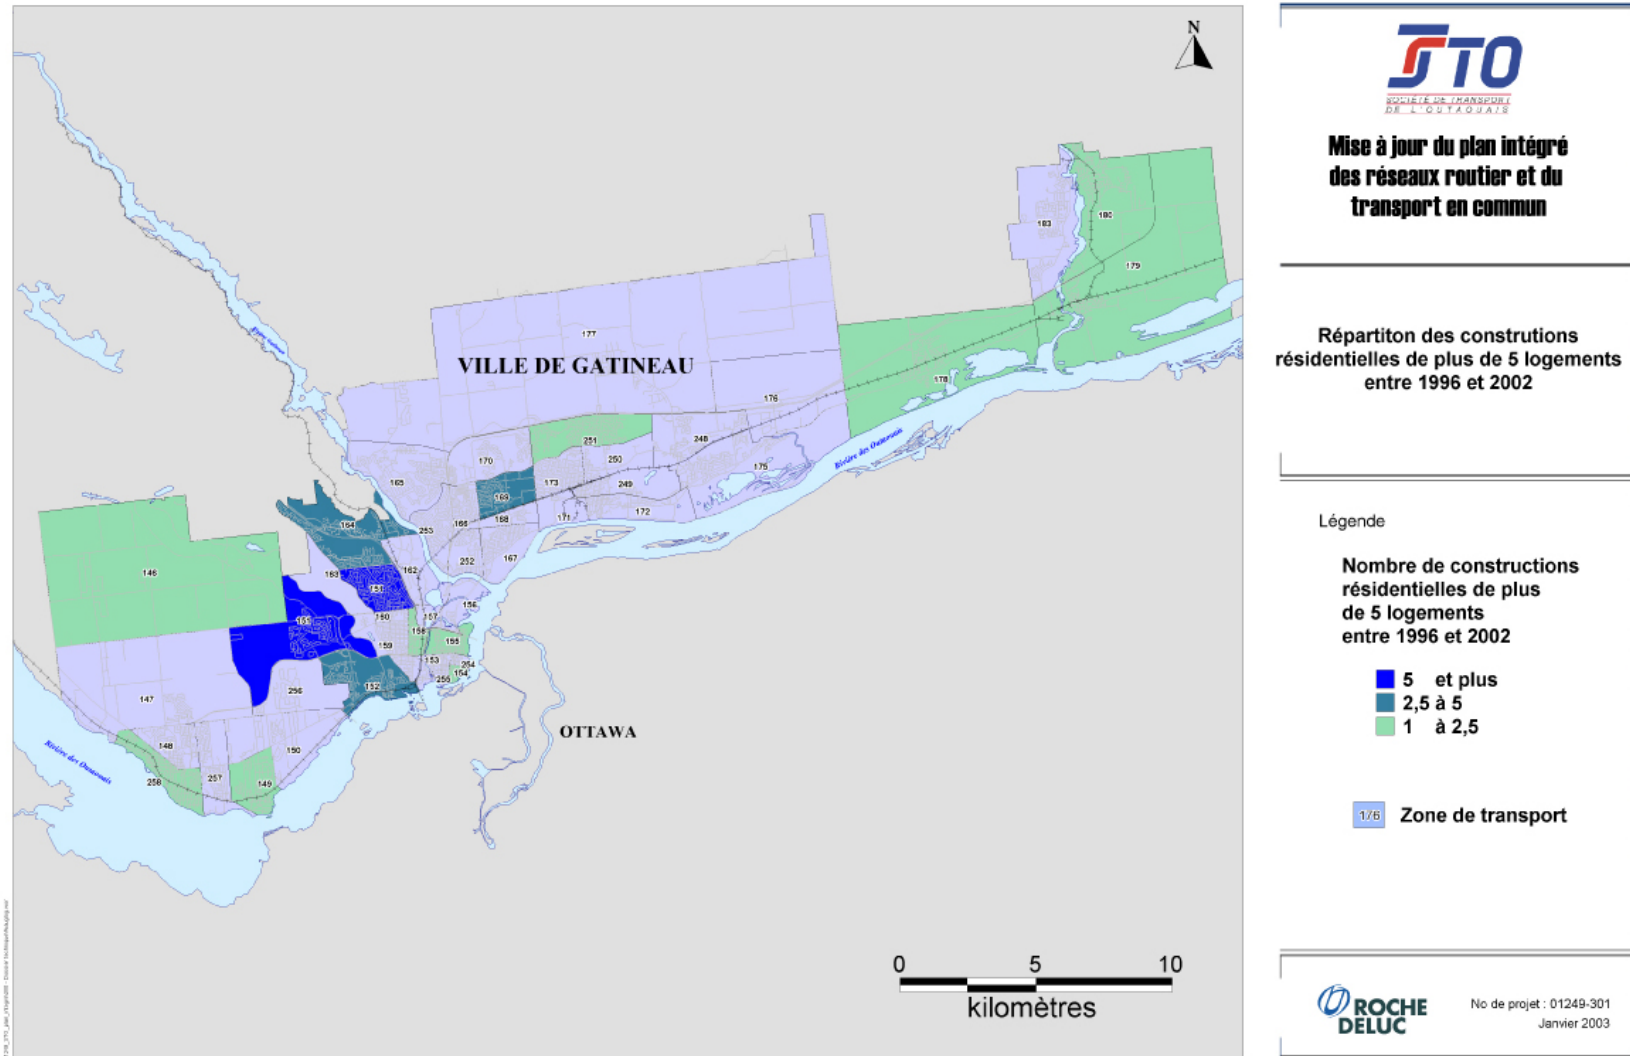 N
Rivière Gatineau
183
180
179
177
VILLE DE GATINEAU
178
176
251
248
Rivière des Outaouais
170
250
175
165
173
249
169
172
171
168
166
253
164
252
167
146
162
163
151
156
157
160
158
155
159
153
254
154
255
152
256
147
OTTAWA
148
150
Rivière des Outaouais
257
258
149
0 5 10
kilomètres
STO
SOCIÉTÉ DE TRANSPORT
DE L'OUTAOUAIS
Mise à jour du plan intégré
des réseaux routier et du
transport en commun
Répartiton des construtions
résidentielles de plus de 5 logements
entre 1996 et 2002
Légende
Nombre de constructions
résidentielles de plus
de 5 logements
entre 1996 et 2002
5 et plus
2,5 à 5
1 à 2,5
176 Zone de transport
ROCHE
DELUC
No de projet : 01249-301
Janvier 2003